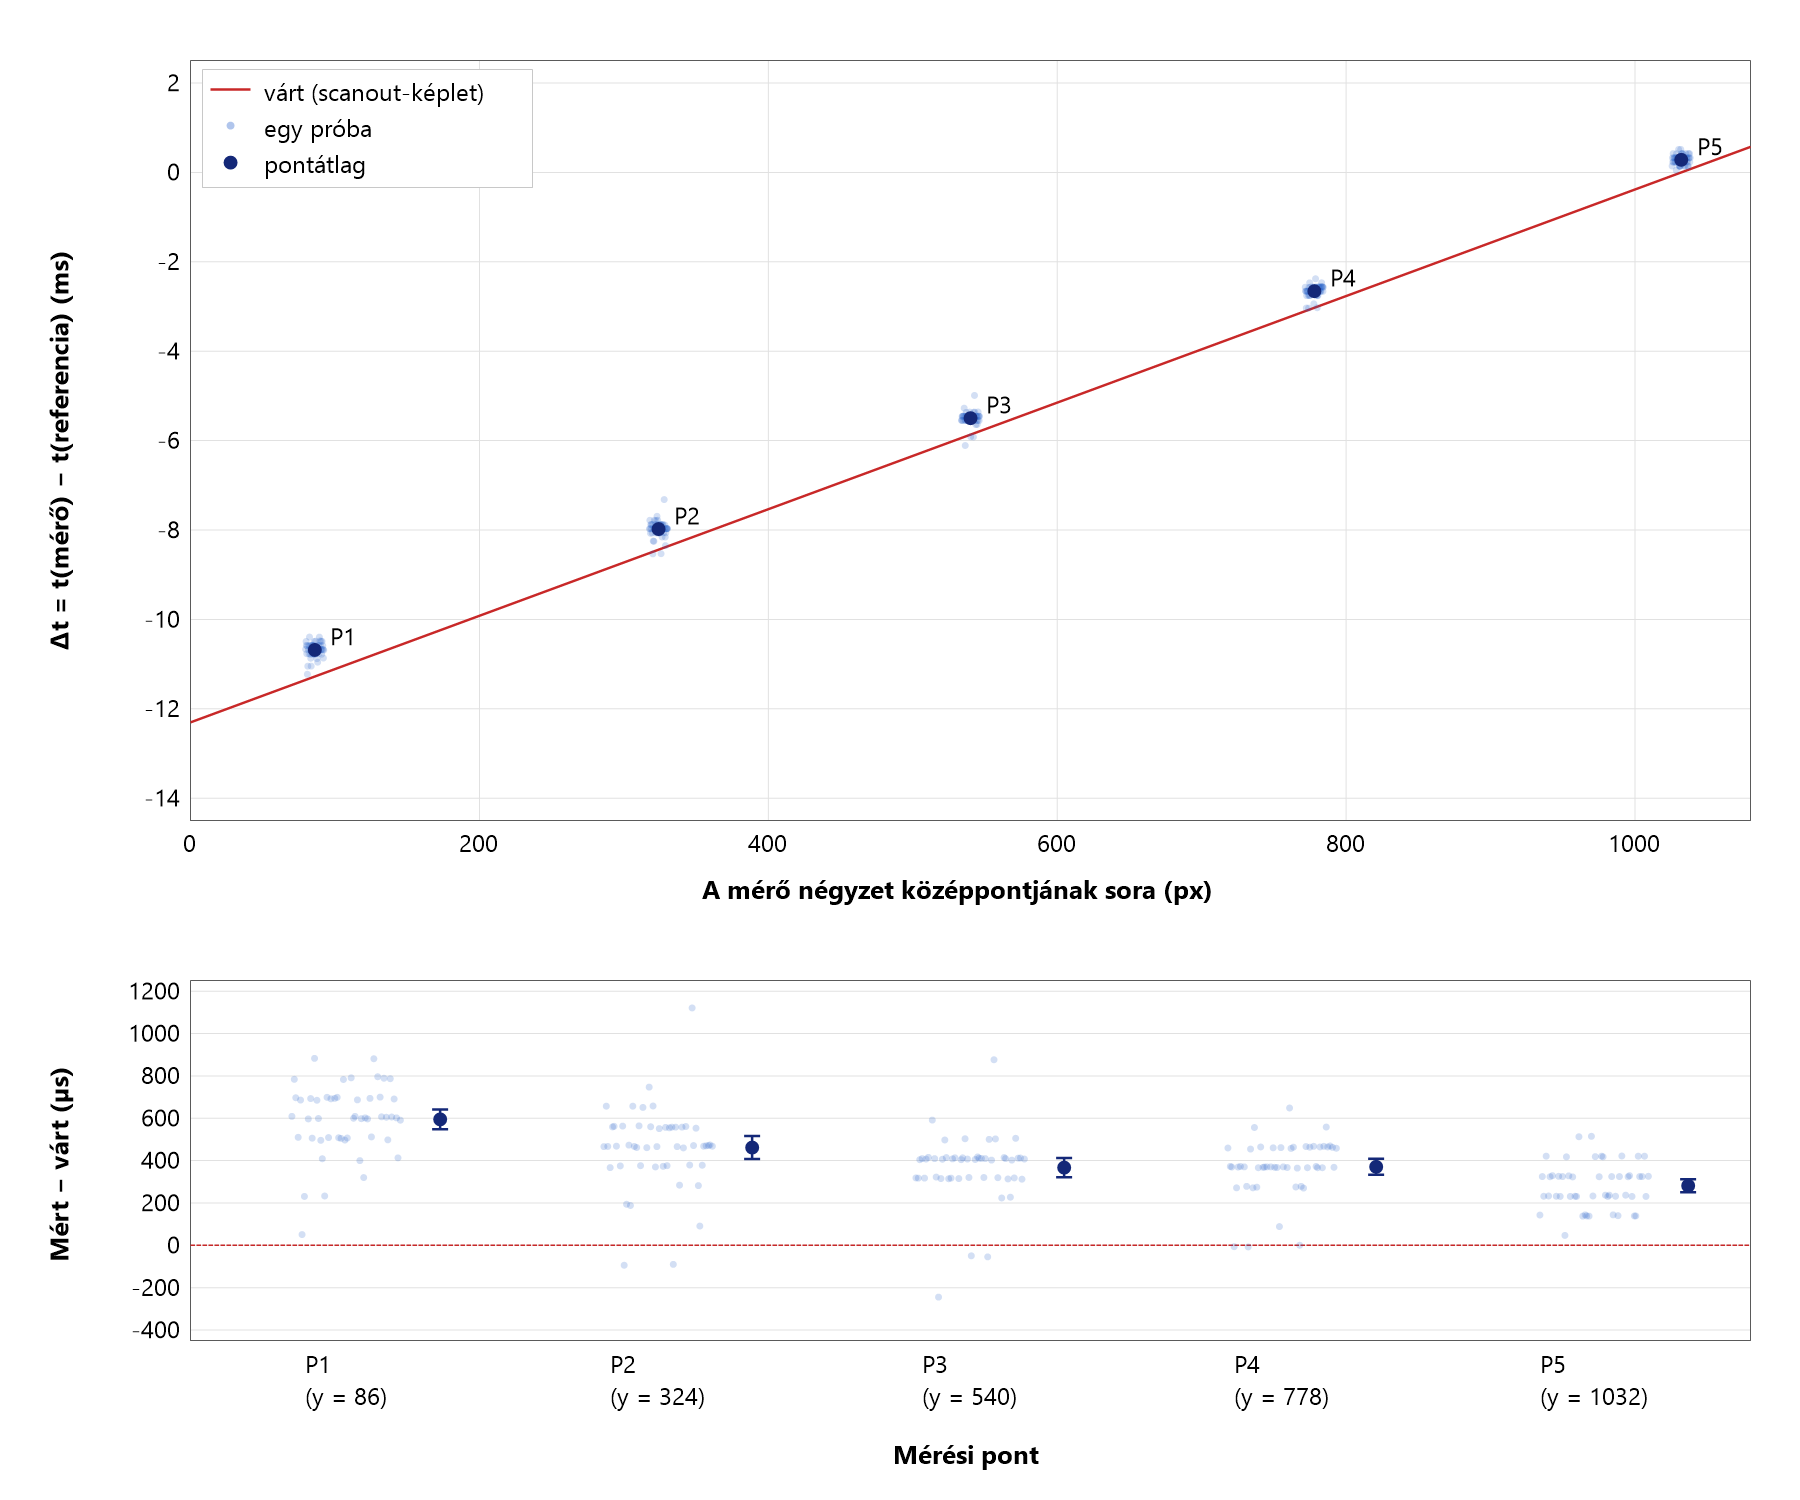 várt (scanout-képlet)
egy próba
pontátlag
Δt = t(mérő) − t(referencia) (ms)
2
0
-2
-4
-6
-8
-10
-12
-14
P1
P2
P3
P4
P5
0
200
400
600
800
1000
A mérő négyzet középpontjának sora (px)
Mért − várt (µs)
1200
1000
800
600
400
200
0
-200
-400
P1
(y = 86)
P2
(y = 324)
P3
(y = 540)
P4
(y = 778)
P5
(y = 1032)
Mérési pont